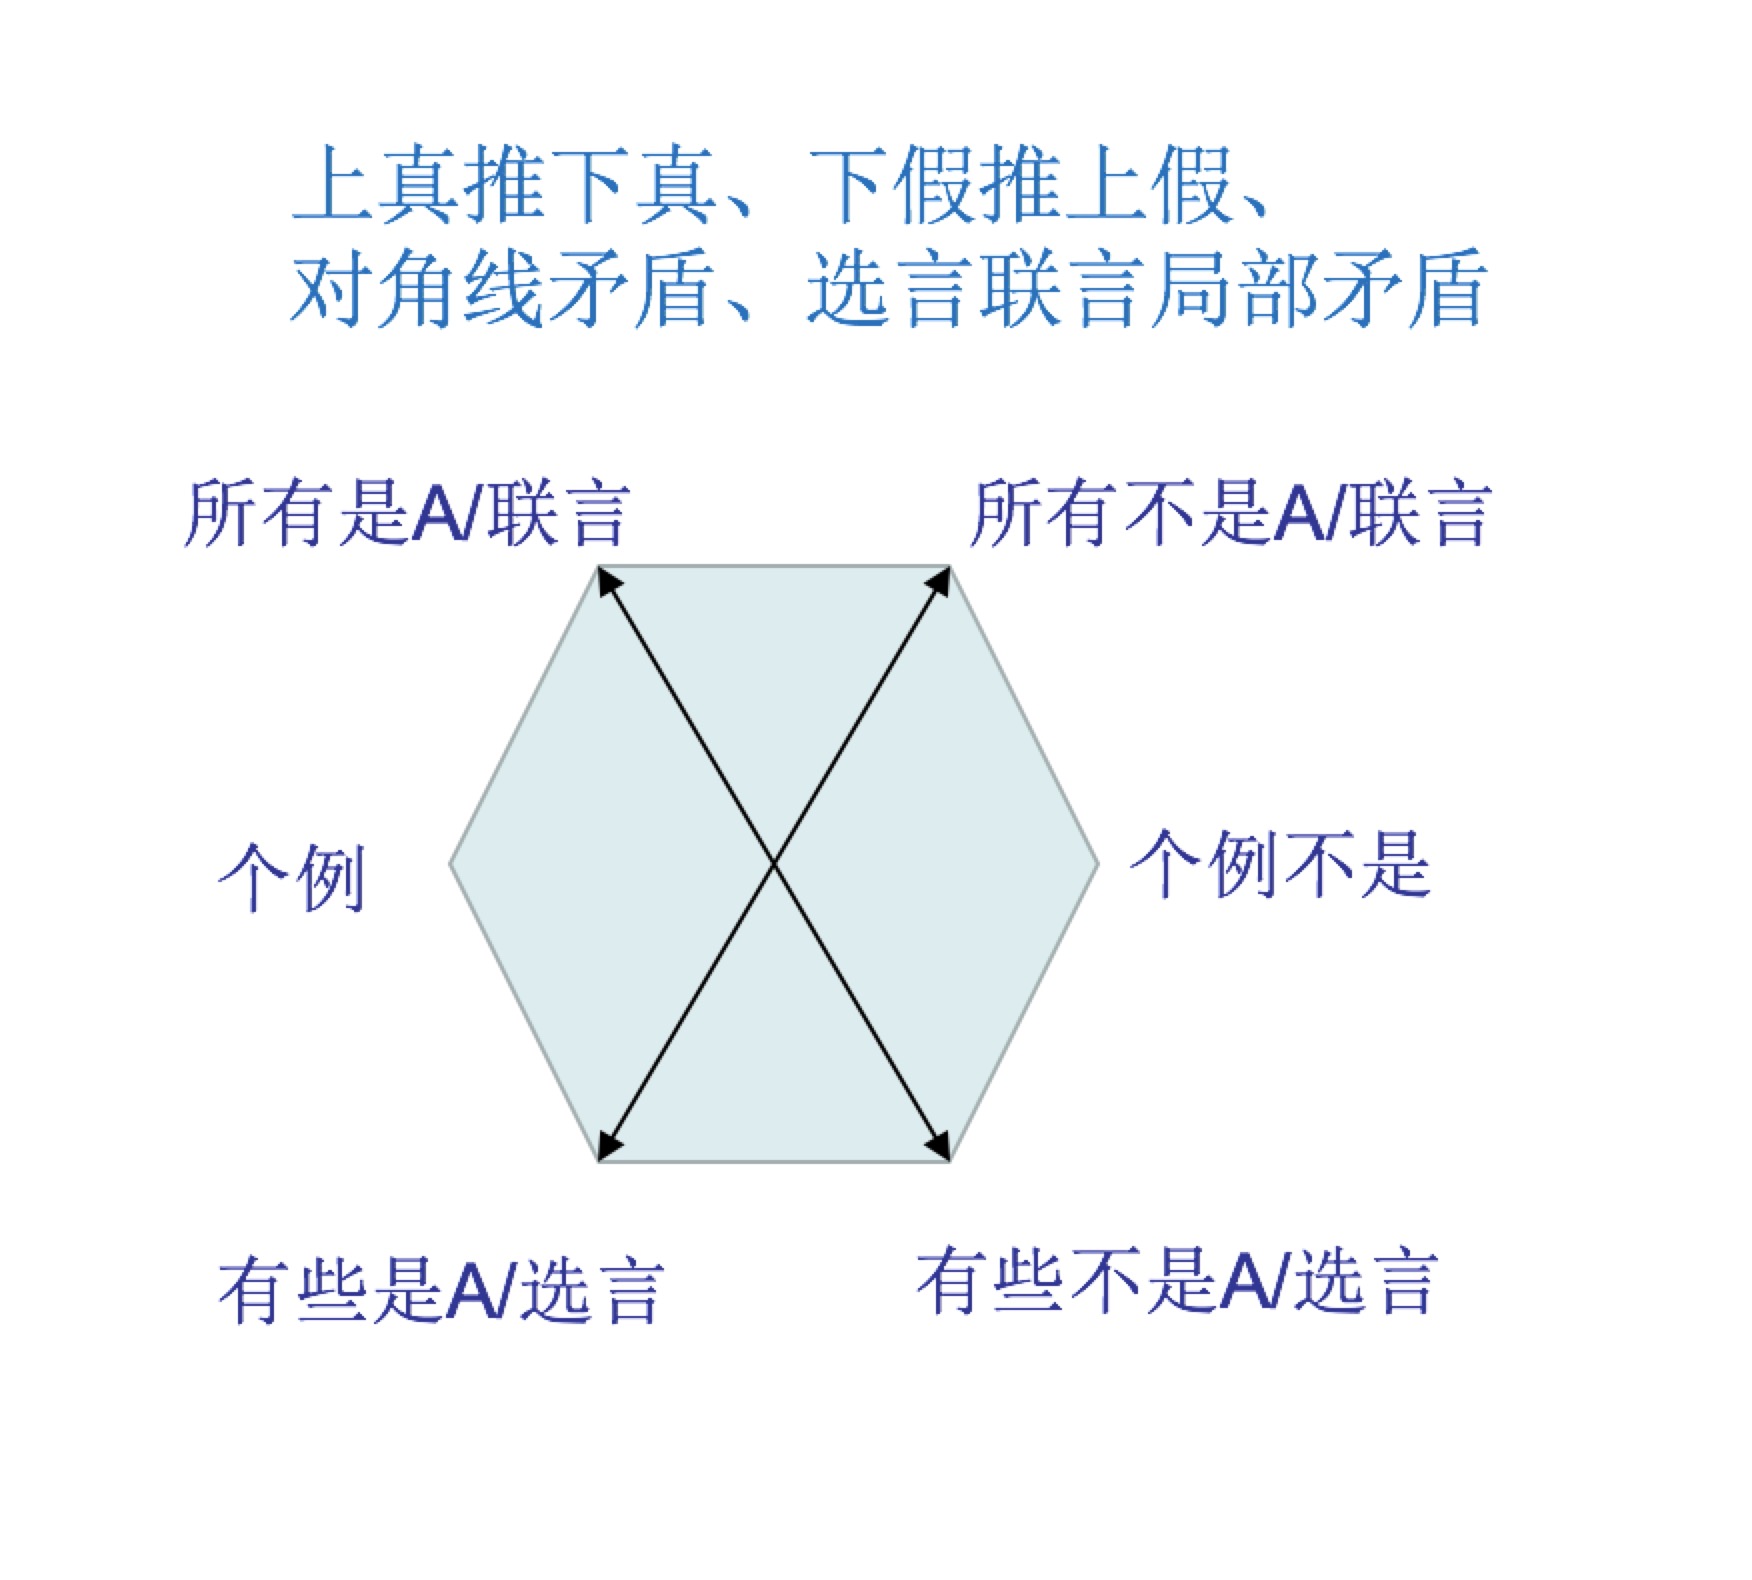 上真推下真、下假推上假、
对角线矛盾、选言联言局部矛盾
所有是A/联言
所有不是A/联言
个例
个例不是
有些是A/选言
有些不是A/选言